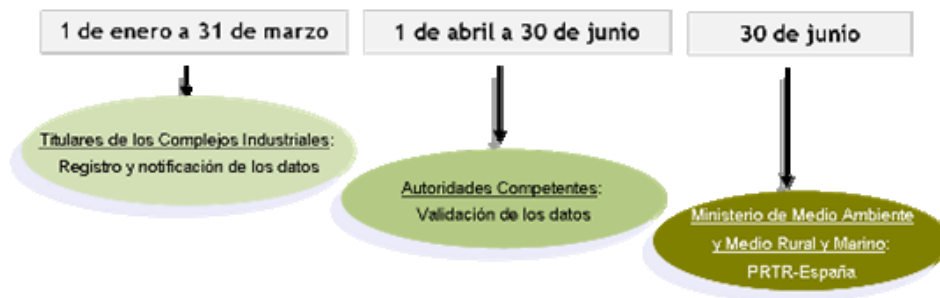 1 de enero a 31 de marzo
1 de abril a 30 de junio
30 de junio
Titulares de los Complejos Industriales:
Registro y notificación de los datos
Autoridades Competentes:
Validación de los datos
Ministerio de Medio Ambiente
y Medio Rural y Marino:
PRTR-España